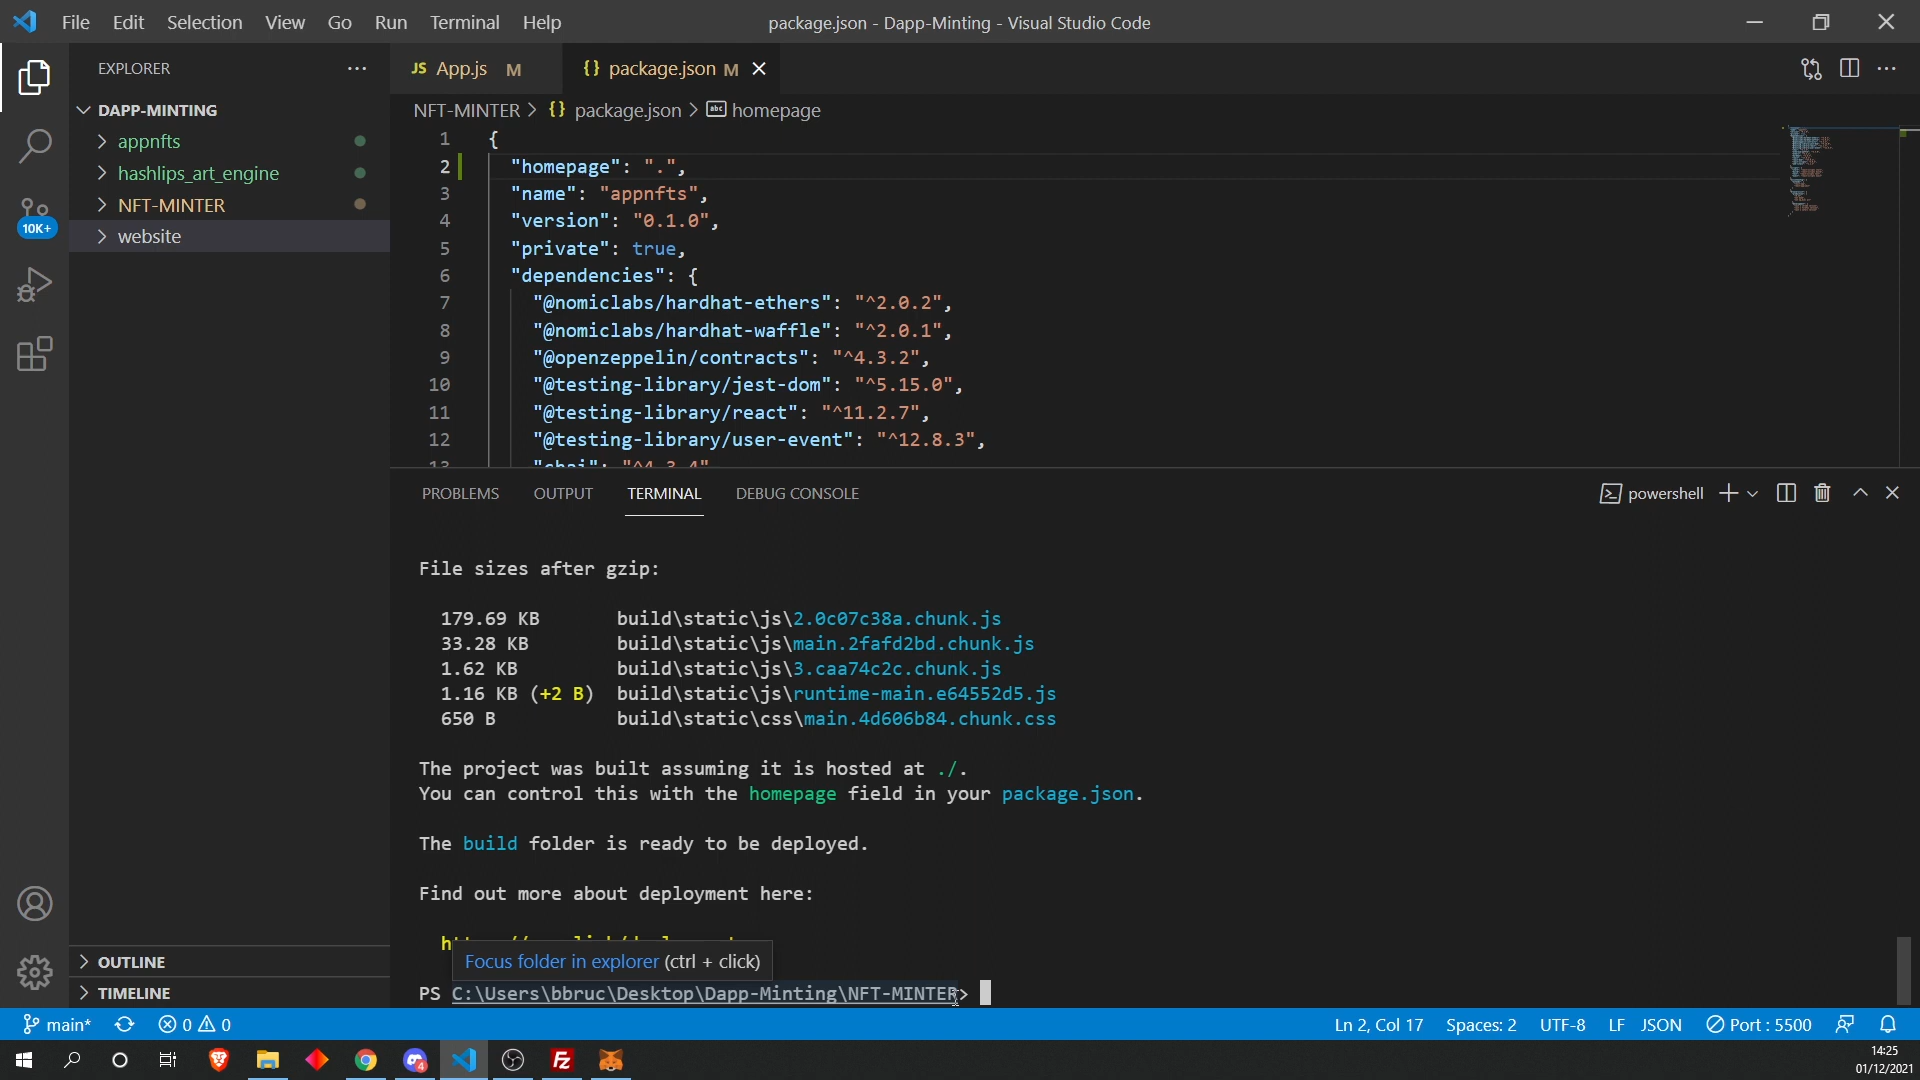 File Edit Selection View Go Run Terminal Help
package.json - Dapp-Minting - Visual Studio Code
EXPLORER
DAPP-MINTING
appnfts
hashlips_art_engine
NFT-MINTER
website
10K+
OUTLINE
TIMELINE
JS App.js M
{} package.json M
NFT-MINTER > {} package.json > abc homepage
1 {
2 "homepage": ".",
3 "name": "appnfts",
4 "version": "0.1.0",
5 "private": true,
6 "dependencies": {
7 "@nomiclabs/hardhat-ethers": "^2.0.2",
8 "@nomiclabs/hardhat-waffle": "^2.0.1",
9 "@openzeppelin/contracts": "^4.3.2",
10 "@testing-library/jest-dom": "^5.15.0",
11 "@testing-library/react": "^11.2.7",
12 "@testing-library/user-event": "^12.8.3",
13 "chai": "^4.3.4"
PROBLEMS OUTPUT TERMINAL DEBUG CONSOLE
powershell
File sizes after gzip:
179.69 KB build\static\js\2.0c07c38a.chunk.js
33.28 KB build\static\js\main.2fafd2bd.chunk.js
1.62 KB build\static\js\3.caa74c2c.chunk.js
1.16 KB (+2 B) build\static\js\runtime-main.e64552d5.js
650 B build\static\css\main.4d606b84.chunk.css
The project was built assuming it is hosted at ./.
You can control this with the homepage field in your package.json.
The build folder is ready to be deployed.
Find out more about deployment here:
Focus folder in explorer (ctrl + click)
PS C:\Users\bbruc\Desktop\Dapp-Minting\NFT-MINTER>
main* 0 0
Ln 2, Col 17 Spaces: 2 UTF-8 LF JSON Port : 5500
4
Fz
14:25
01/12/2021